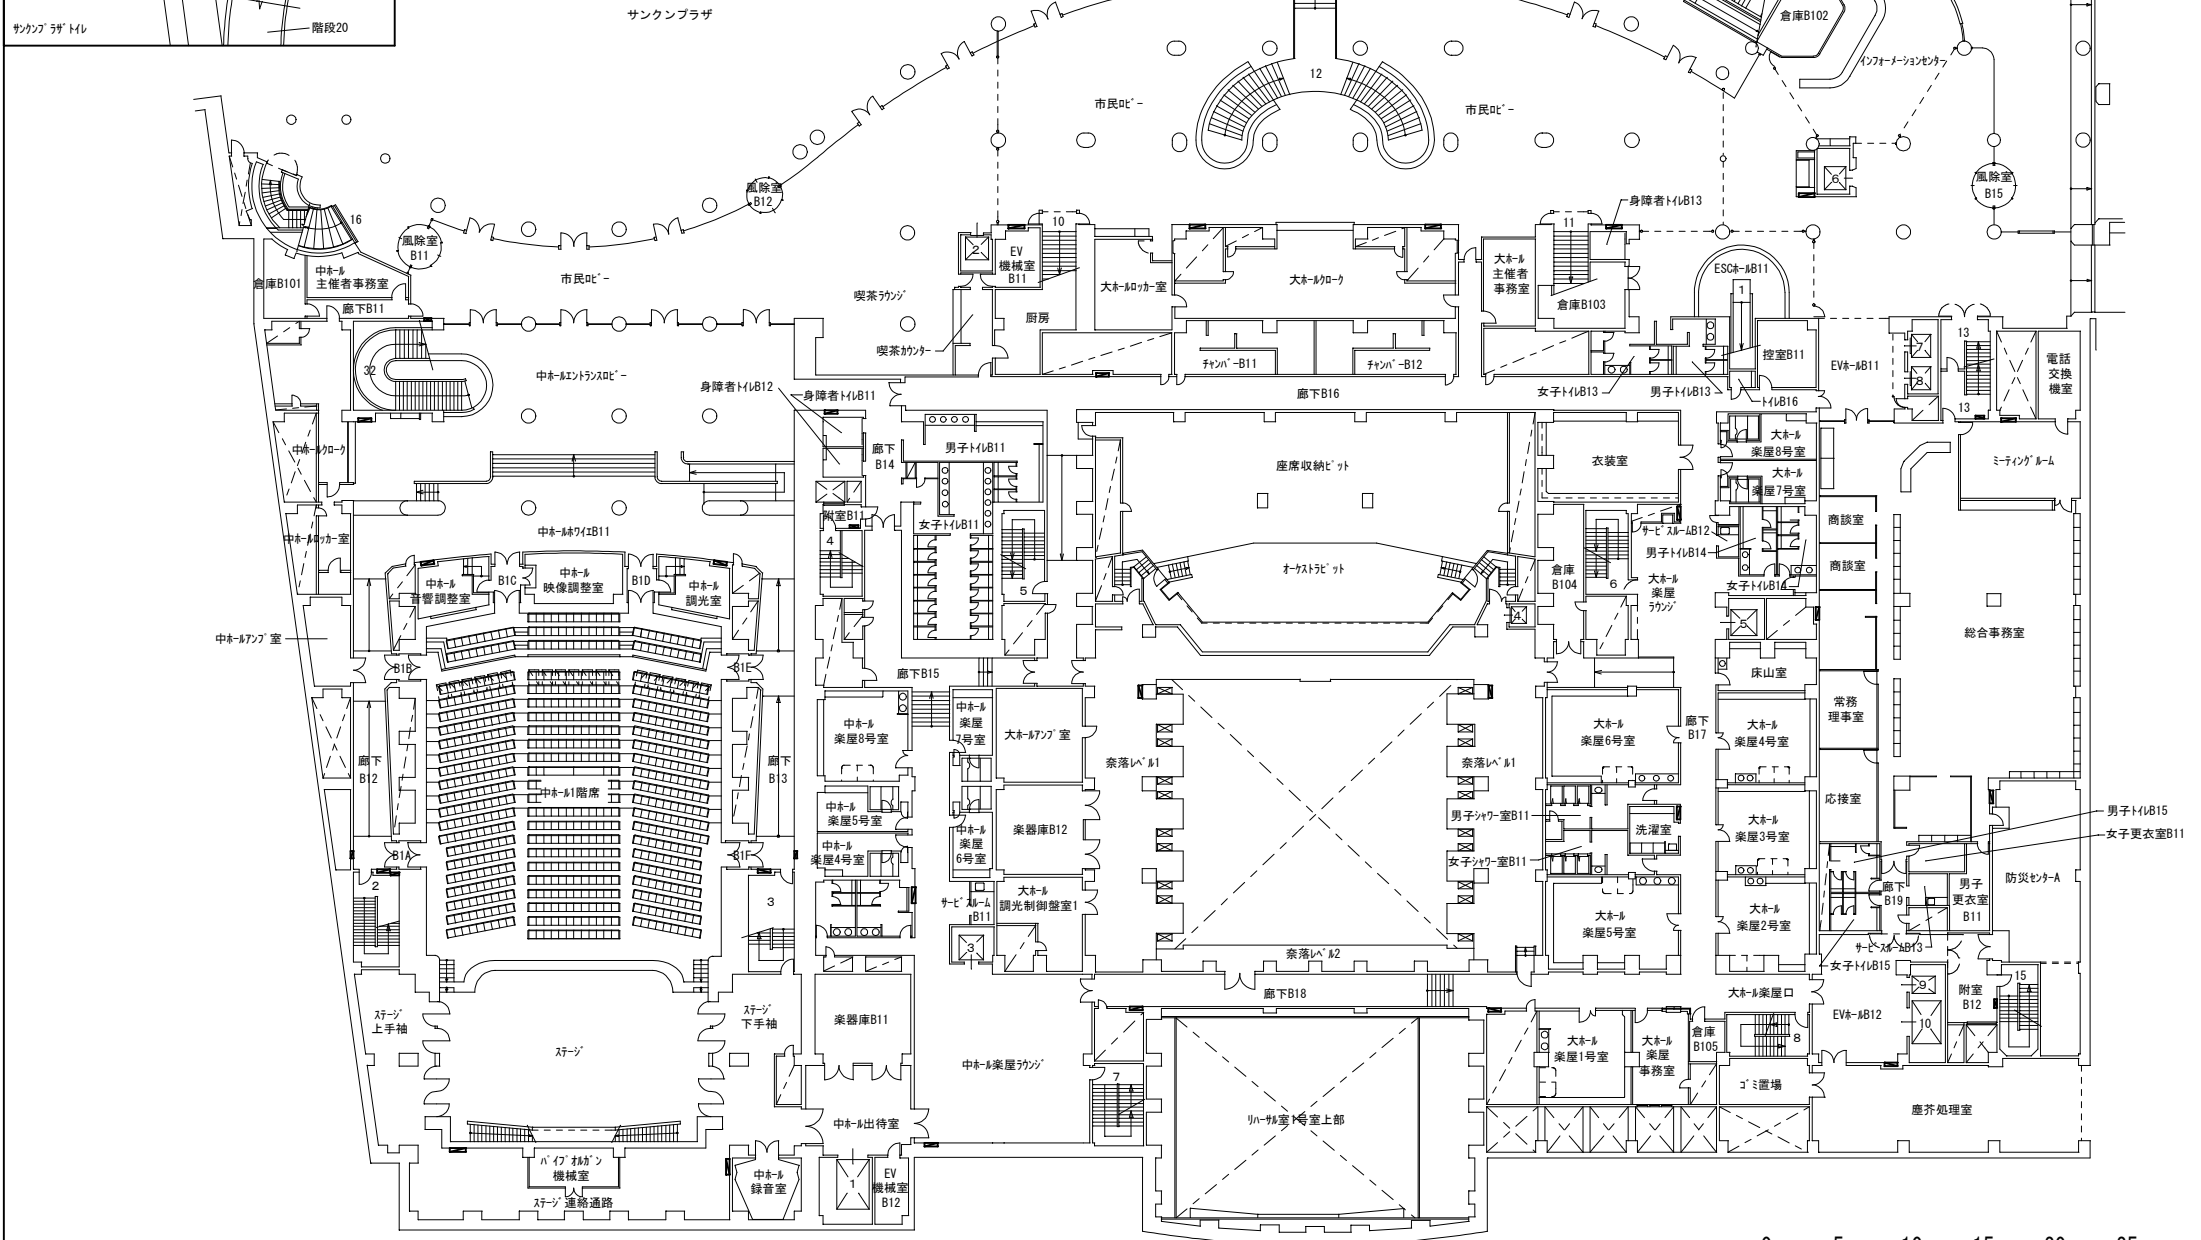 サンクンプラザトイレ
階段20
サンクンプラザ
倉庫B102
インフォーメーションセンター
12
市民ロビー
市民ロビー
6
風除室
B15
風除室
B12
16
風除室
B11
倉庫B101
中ホール
主催者事務室
廊下B11
市民ロビー
喫茶ラウンジ
2
EV
機械室
B11
10
厨房
喫茶カウンター
大ホールロッカー室
大ホールクローク
チャンバーB11
チャンバーB12
大ホール
主催者
事務室
11
身障者トイレB13
倉庫B103
ESCホールB11
1
控室B11
EVホールB11
7
8
13
13
電話
交換
機室
32
中ホールエントランスロビー
身障者トイレB12
身障者トイレB11
廊下B16
女子トイレB13
男子トイレB13
トイレB16
中ホールクローク
廊下
B14
男子トイレB11
座席収納ピット
衣装室
大ホール
楽屋8号室
大ホール
楽屋7号室
ミーティングルーム
中ホールホワイエB11
附室B11
4
女子トイレB11
中ホールロッカー室
サービスルームB12
男子トイレB14
女子トイレB14
商談室
商談室
中ホール
音響調整室
B1C
中ホール
映像調整室
B1D
中ホール
調光室
5
オーケストラピット
倉庫
B104
6
大ホール
楽屋
ラウンジ
4
5
総合事務室
中ホールアンプ室
B1B
B1E
廊下B15
床山室
中ホール
楽屋8号室
中ホール
楽屋
7号室
大ホールアンプ室
奈落レベル1
奈落レベル1
大ホール
楽屋6号室
廊下
B17
大ホール
楽屋4号室
常務
理事室
廊下
B12
廊下
B13
中ホール1階席
中ホール
楽屋5号室
中ホール
楽屋4号室
中ホール
楽屋
6号室
楽器庫B12
男子シャワー室B11
洗濯室
女子シャワー室B11
大ホール
楽屋3号室
応接室
男子トイレB15
女子更衣室B11
B1A
B1F
2
3
サービスルーム
B11
大ホール
調光制御盤室1
3
大ホール
楽屋5号室
大ホール
楽屋2号室
廊下
B19
男子
更衣室
B11
防災センターA
サービスルームB13
女子トイレB15
奈落レベル2
廊下B18
大ホール楽屋口
9
10
附室
B12
15
ステージ
上手袖
ステージ
ステージ
下手袖
楽器庫B11
中ホール楽屋ラウンジ
7
リハーサル室1号室上部
大ホール
楽屋1号室
大ホール
楽屋
事務室
倉庫
B105
8
EVホールB12
ゴミ置場
塵芥処理室
中ホール出待室
パイプオルガン
機械室
ステージ連絡通路
中ホール
録音室
1
EV
機械室
B12